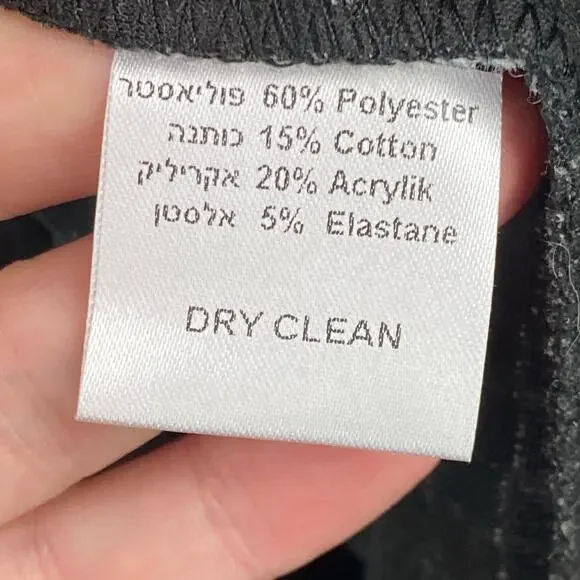 פוליאסטר 60% Polyester
כותנה 15% Cotton
אקריליק 20% Acrylik
אלסטן 5% Elastane
DRY CLEAN